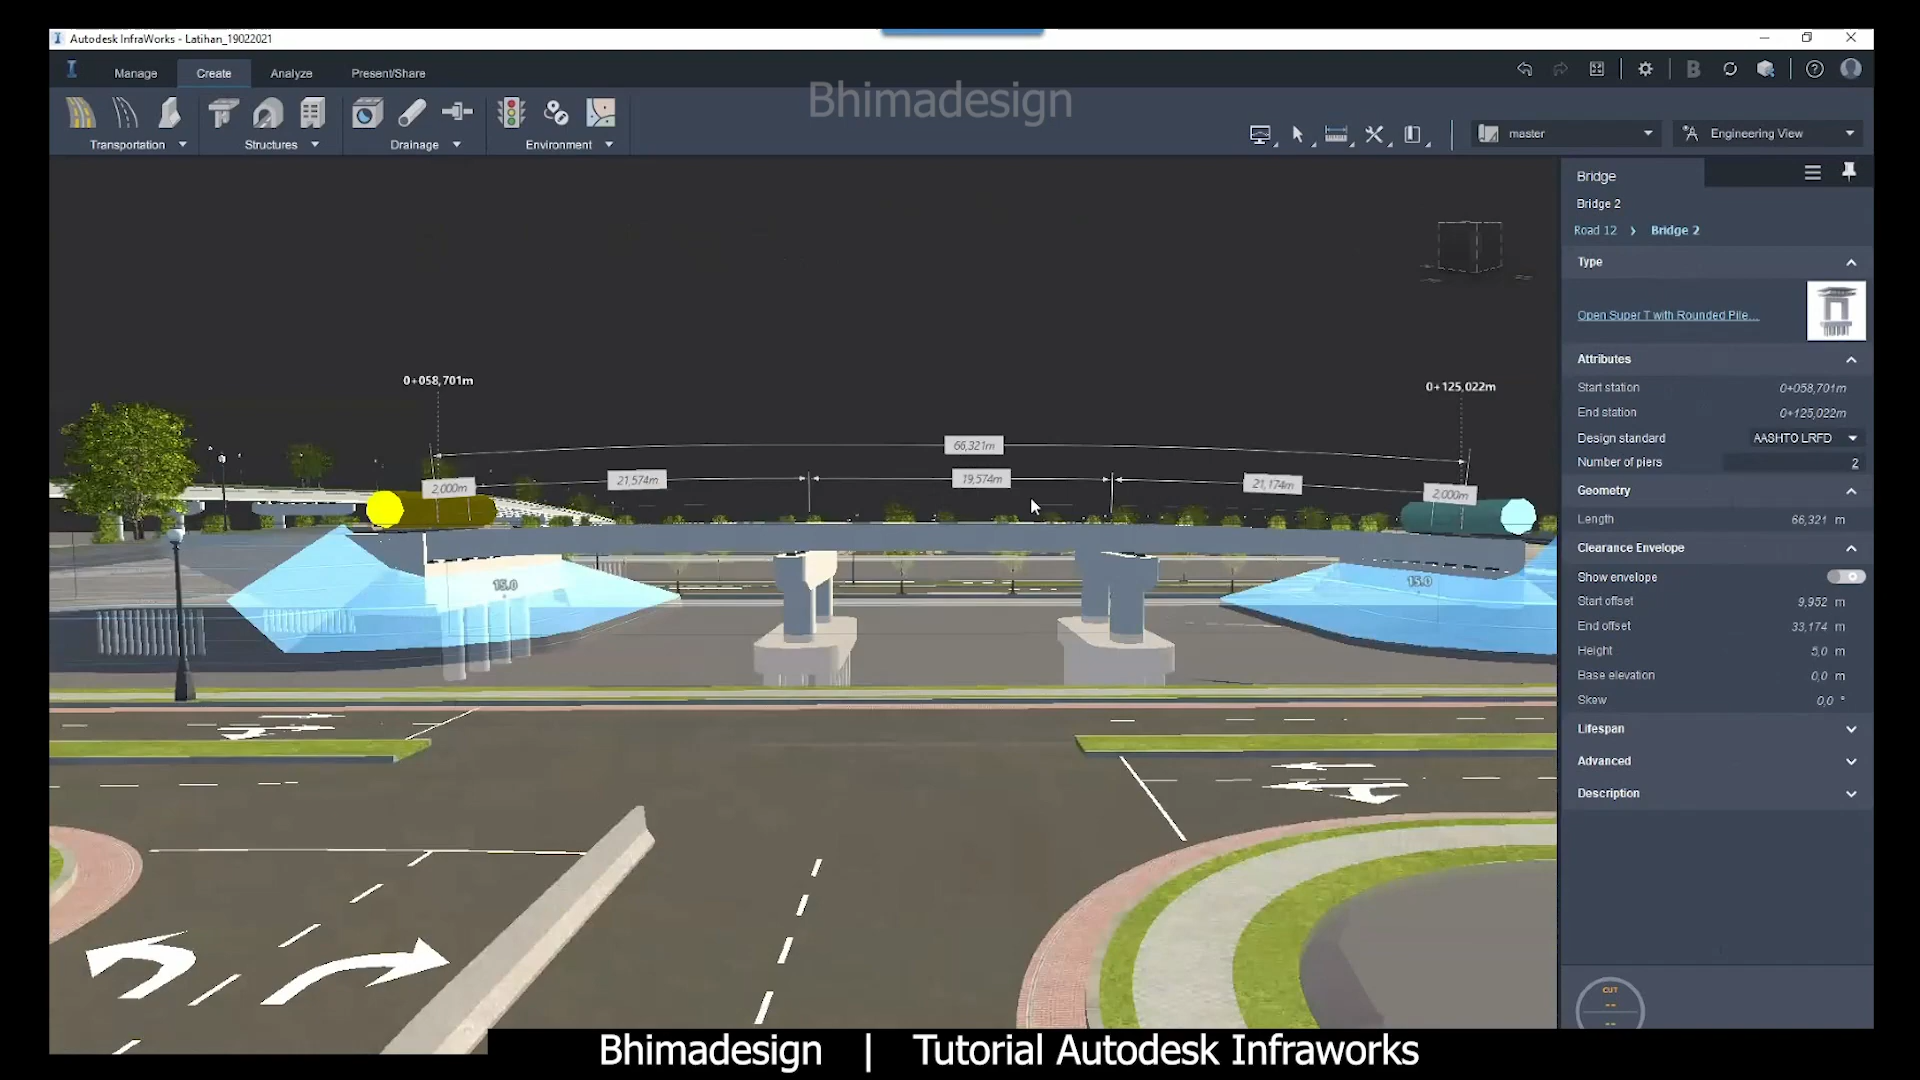 Autodesk InfraWorks - Latihan_19022021
Manage Create Analyze Present/Share
Bhimadesign
Transportation Structures Drainage Environment
master Engineering View
Bridge
Bridge 2
Road 12 > Bridge 2
Type
Open Super T with Rounded Pile...
Attributes
Start station 0+058,701m
End station 0+125,022m
Design standard AASHTO LRFD
Number of piers 2
Geometry
Length 66,321 m
Clearance Envelope
Show envelope
Start offset 9,952 m
End offset 33,174 m
Height 5,0 m
Base elevation 0,0 m
Skew 0,0 °
Lifespan
Advanced
Description
CUT
--
--
0+058,701m
0+125,022m
66,321m
2,000m
21,574m
19,574m
21,174m
2,000m
15.0
15.0
Bhimadesign | Tutorial Autodesk Infraworks